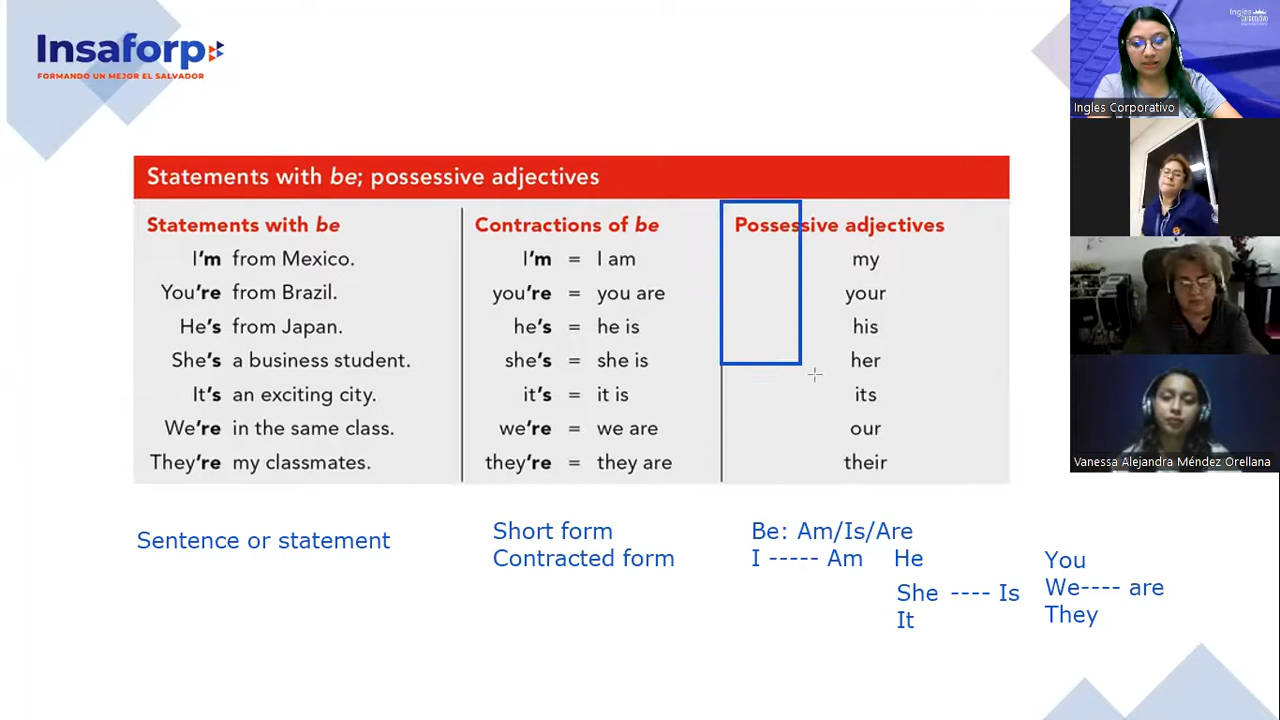 Insaforp
FORMANDO UN MEJOR EL SALVADOR
Statements with be; possessive adjectives
Statements with be
I'm from Mexico.
You're from Brazil.
He's from Japan.
She's a business student.
It's an exciting city.
We're in the same class.
They're my classmates.
Contractions of be
I'm = I am
you're = you are
he's = he is
she's = she is
it's = it is
we're = we are
they're = they are
Possessive adjectives
my
your
his
her
its
our
their
Sentence or statement
Short form
Contracted form
Be: Am/Is/Are
I ----- Am
He
She ---- Is
It
You
We---- are
They
Ingles Corporativo
Vanessa Alejandra Méndez Orellana